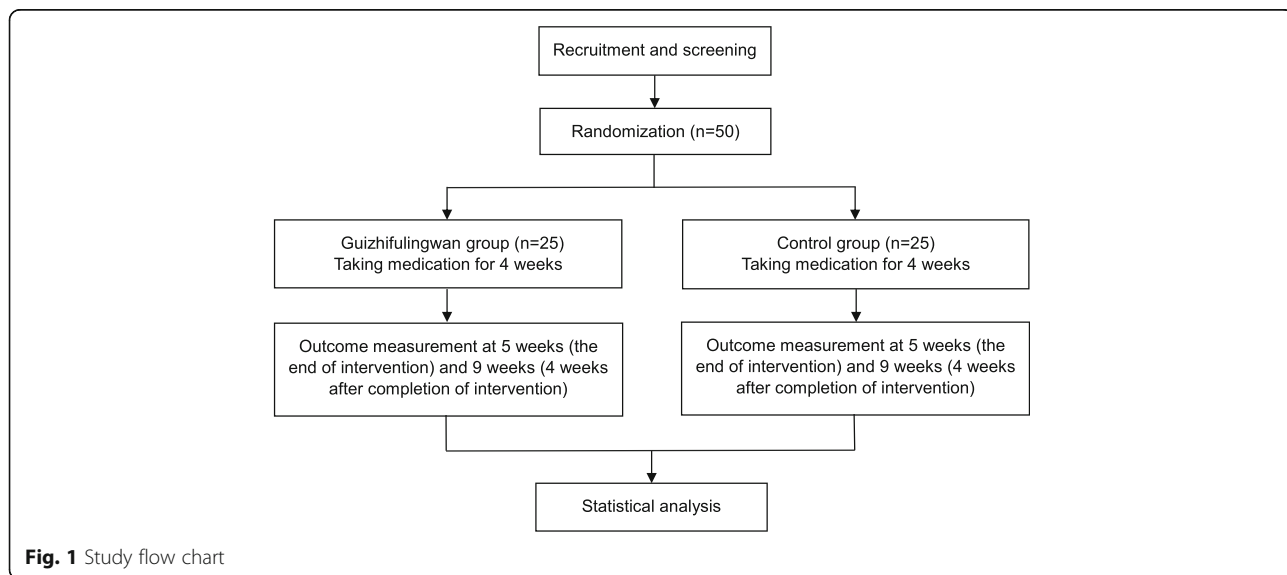 Recruitment and screening
Randomization (n=50)
Guizhifulingwan group (n=25)
Taking medication for 4 weeks
Control group (n=25)
Taking medication for 4 weeks
Outcome measurement at 5 weeks (the
end of intervention) and 9 weeks (4 weeks
after completion of intervention)
Outcome measurement at 5 weeks (the
end of intervention) and 9 weeks (4 weeks
after completion of intervention)
Statistical analysis
Fig. 1 Study flow chart